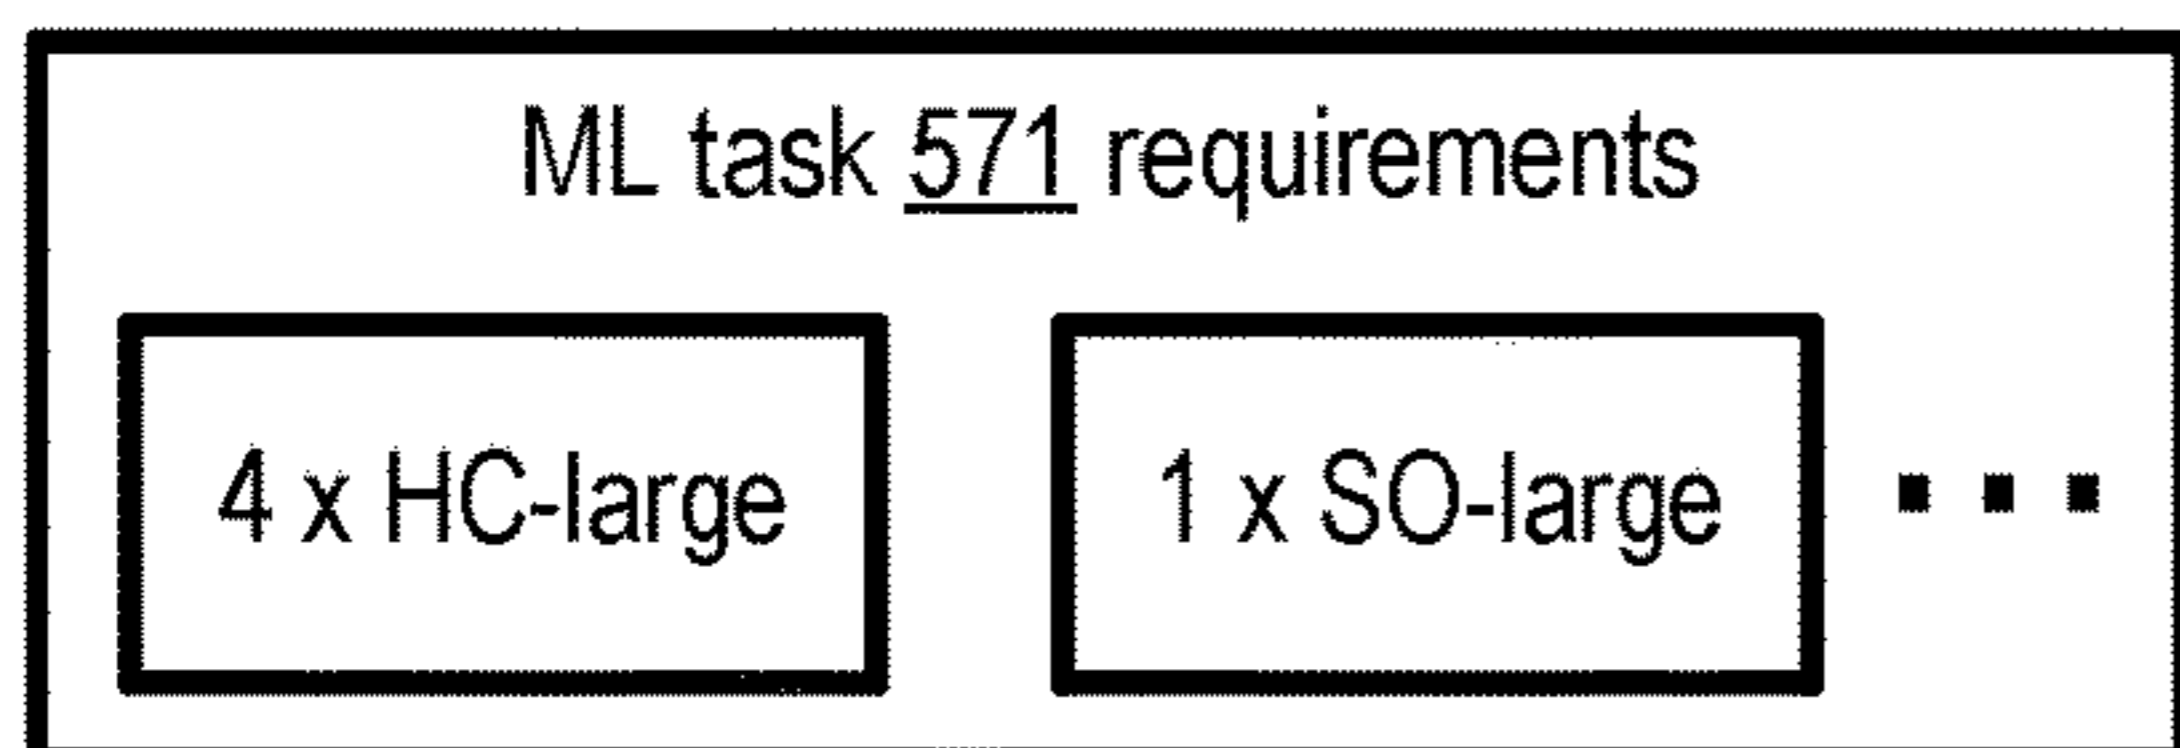 ML task 571 requirements
4 x HC-large
1 x SO-large